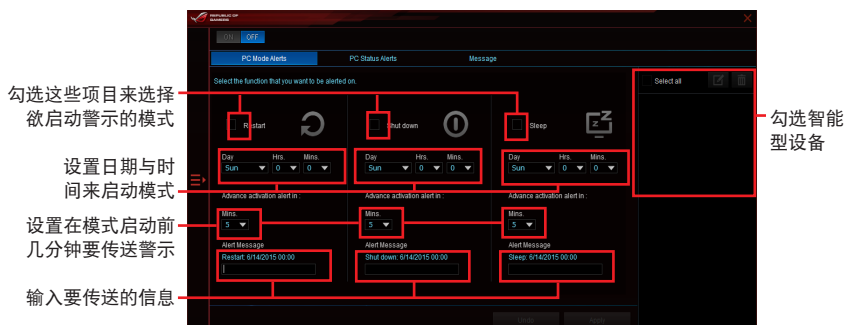 REPUBLIC OF
GAMERS
ON OFF
PC Mode Alerts PC Status Alerts Message
Select the function that you want to be alerted on.
Select all
勾选这些项目来选择
欲启动警示的模式
Restart
Shut down
Sleep
勾选智能
型设备
设置日期与时
间来启动模式
Day Hrs. Mins.
Sun 0 0
Day Hrs. Mins.
Sun 0 0
Day Hrs. Mins.
Sun 0 0
Advance activation alert in :
Advance activation alert in :
Advance activation alert in :
设置在模式启动前
几分钟要传送警示
Mins.
5
Mins.
5
Mins.
5
Alert Message
Restart: 6/14/2015 00:00
Alert Message
Shut down: 6/14/2015 00:00
Alert Message
Sleep: 6/14/2015 00:00
输入要传送的信息
Undo Apply